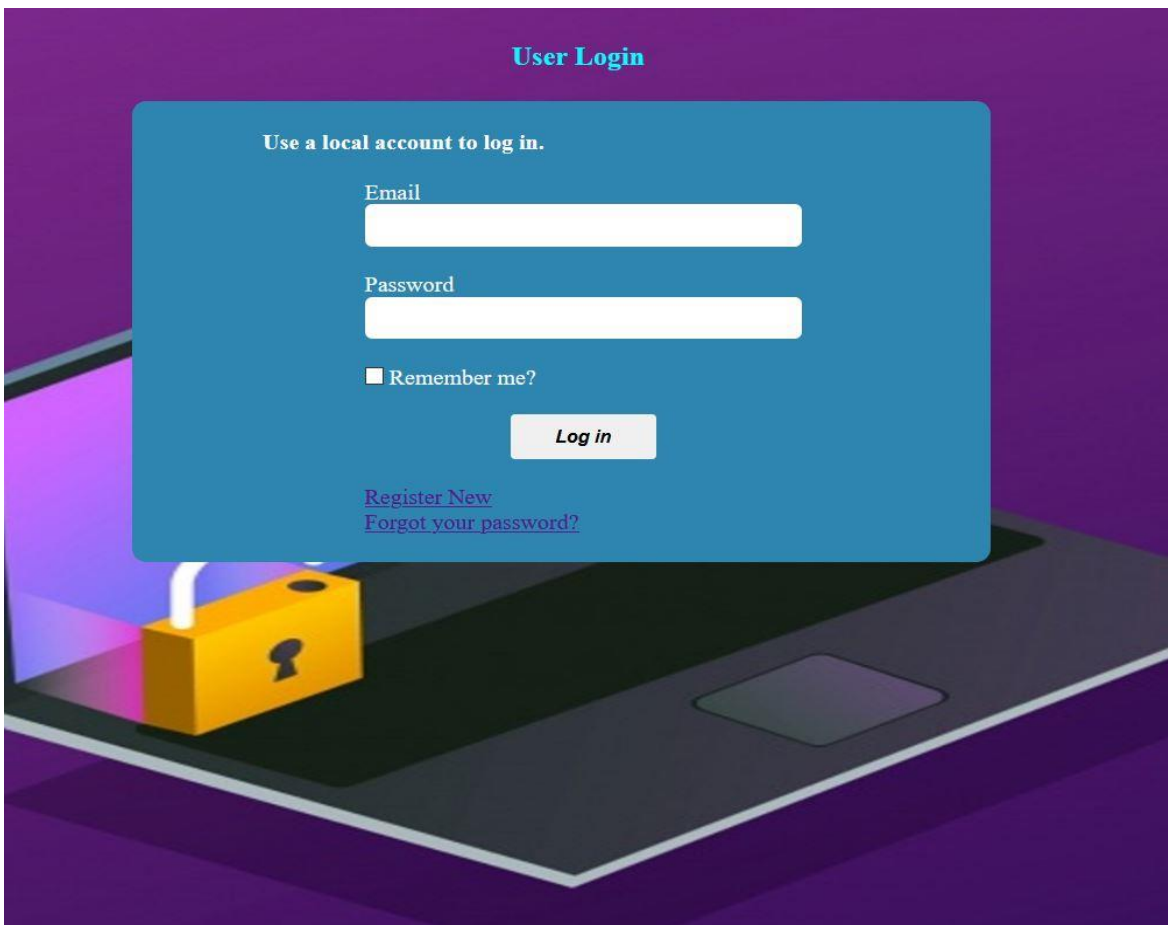 User Login
Use a local account to log in.
Email
Password
Remember me?
Log in
Register New
Forgot your password?